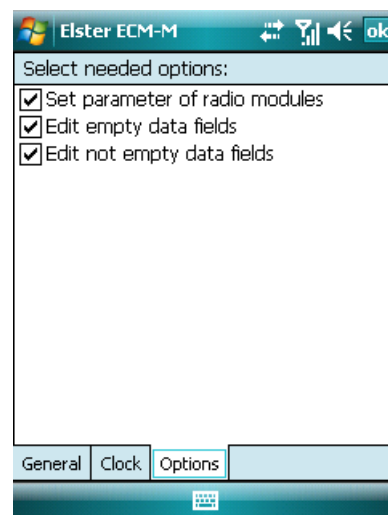 Elster ECM-M ok
Select needed options:
Set parameter of radio modules
Edit empty data fields
Edit not empty data fields
General Clock Options